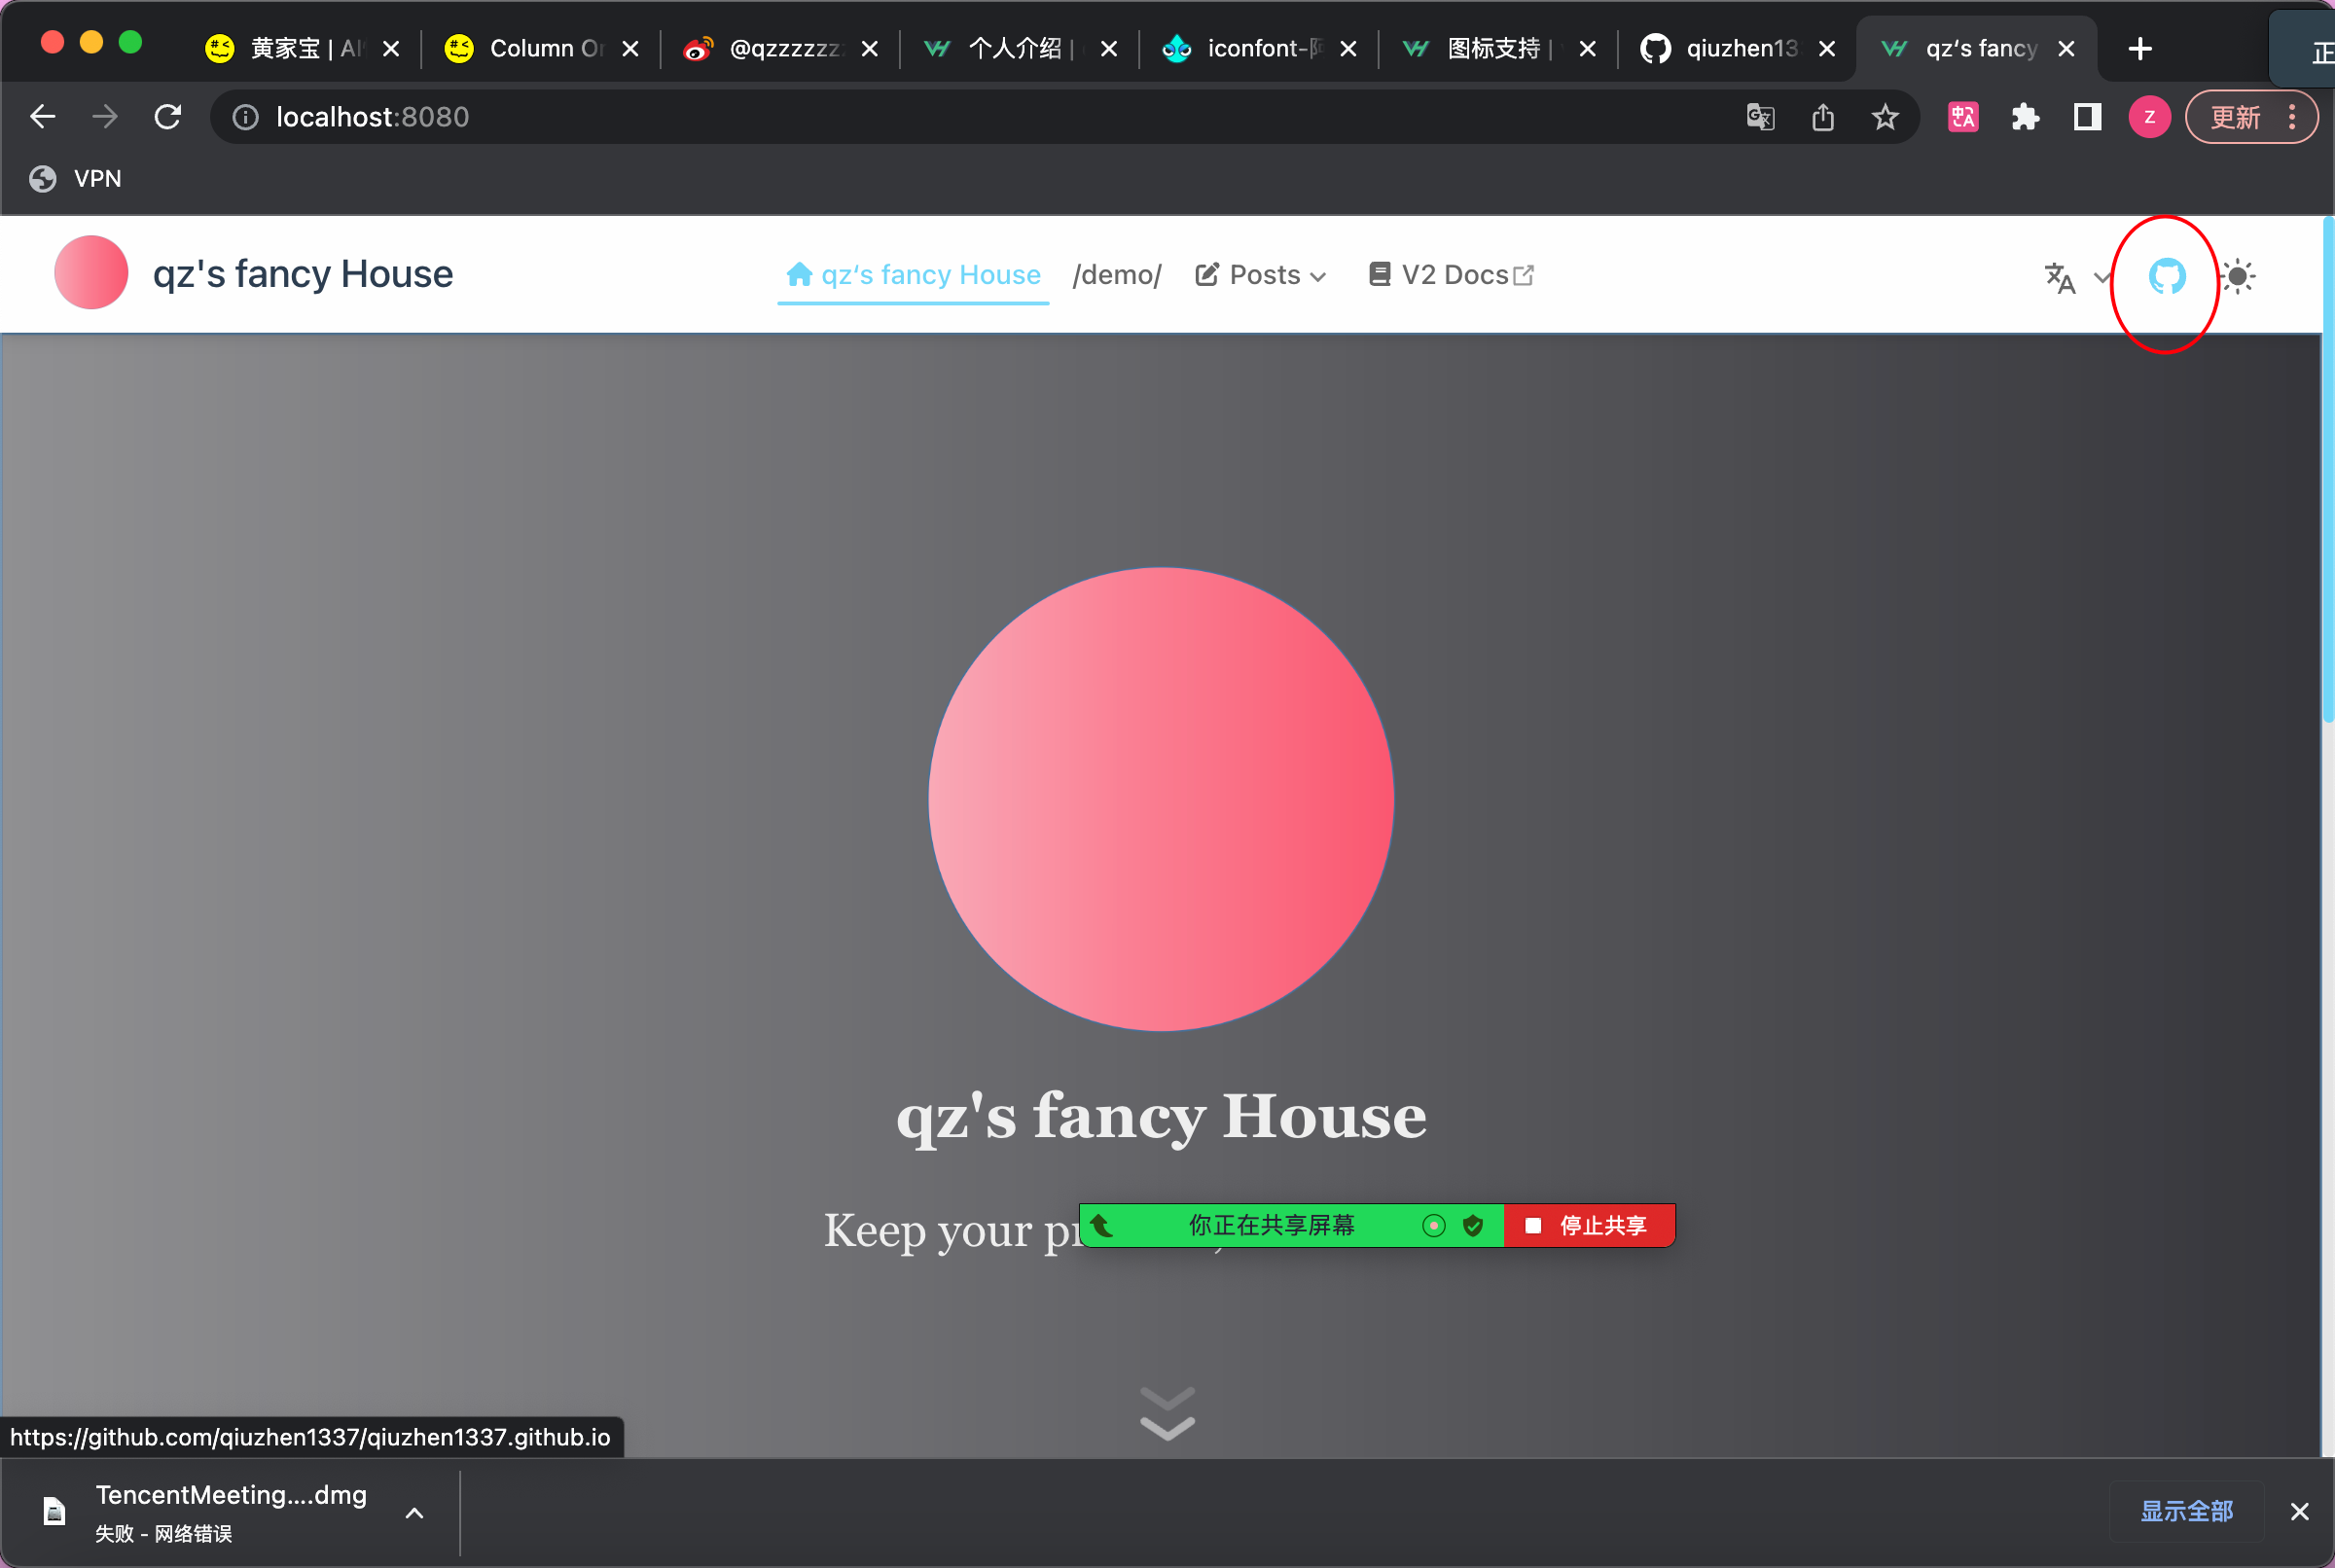 黄家宝 | AI
Column Or
@qzzzzzz
个人介绍 |
iconfont-阿
图标支持 |
qiuzhen13
qz‘s fancy
正
localhost:8080
更新
VPN
qz's fancy House
qz‘s fancy House
/demo/
Posts
V2 Docs
qz's fancy House
Keep your
你正在共享屏幕
停止共享
https://github.com/qiuzhen1337/qiuzhen1337.github.io
TencentMeeting....dmg
失败 - 网络错误
显示全部